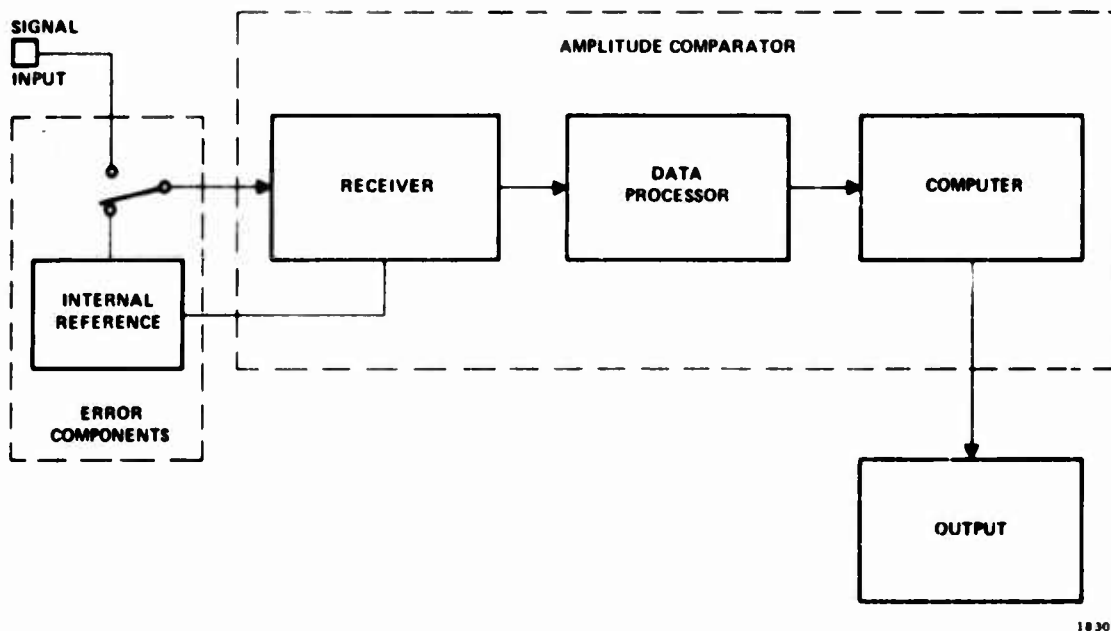 SIGNAL
INPUT
AMPLITUDE COMPARATOR
RECEIVER
DATA
PROCESSOR
COMPUTER
INTERNAL
REFERENCE
ERROR
COMPONENTS
OUTPUT
1830